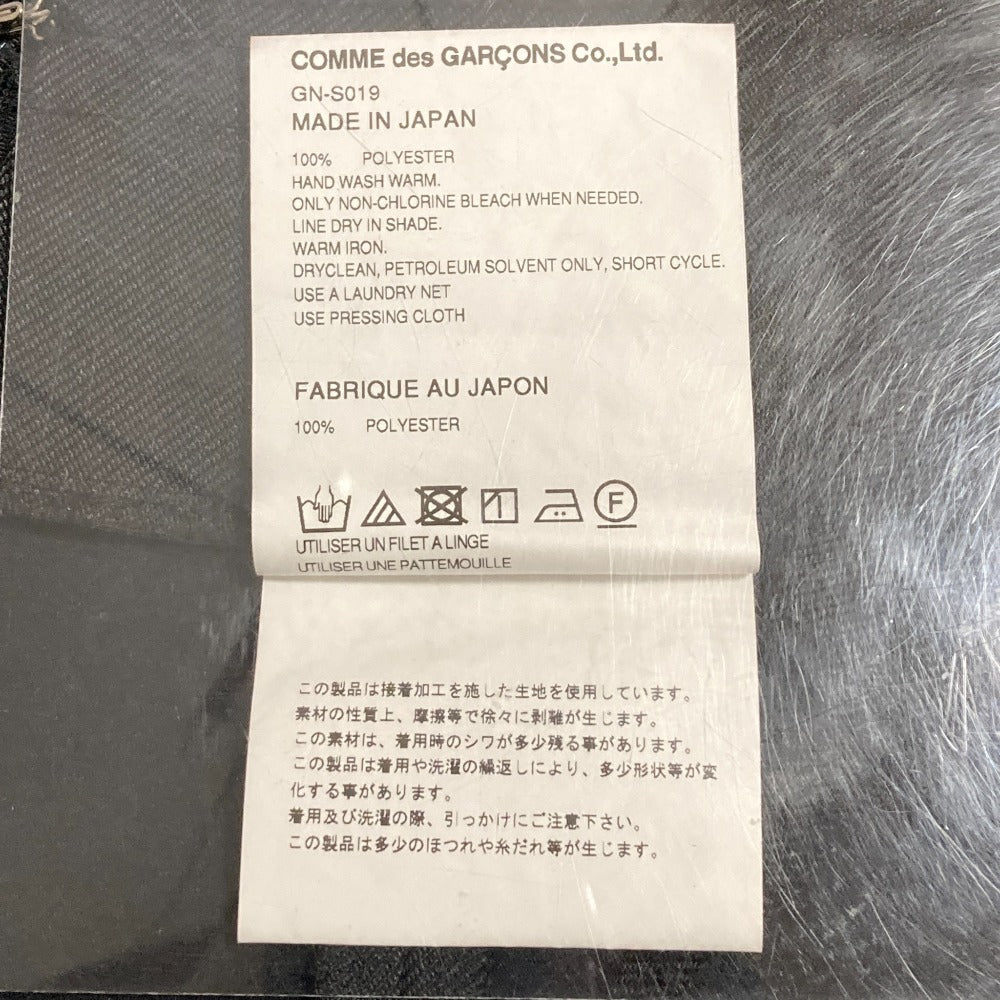 COMME des GARÇONS Co.,Ltd.
GN-S019
MADE IN JAPAN
100% POLYESTER
HAND WASH WARM.
ONLY NON-CHLORINE BLEACH WHEN NEEDED.
LINE DRY IN SHADE.
WARM IRON.
DRYCLEAN, PETROLEUM SOLVENT ONLY, SHORT CYCLE.
USE A LAUNDRY NET
USE PRESSING CLOTH
FABRIQUE AU JAPON
100% POLYESTER
F
UTILISER UN FILET A LINGE
UTILISER UNE PATTEMOUILLE
この製品は接着加工を施した生地を使用しています。
素材の性質上、摩擦等で徐々に剥離が生じます。
この素材は、着用時のシワが多少残る事があります。
この製品は着用や洗濯の繰返しにより、多少形状等が変
化する事があります。
着用及び洗濯の際、引っかけにご注意下さい。
この製品は多少のほつれや糸だれ等が生じます。